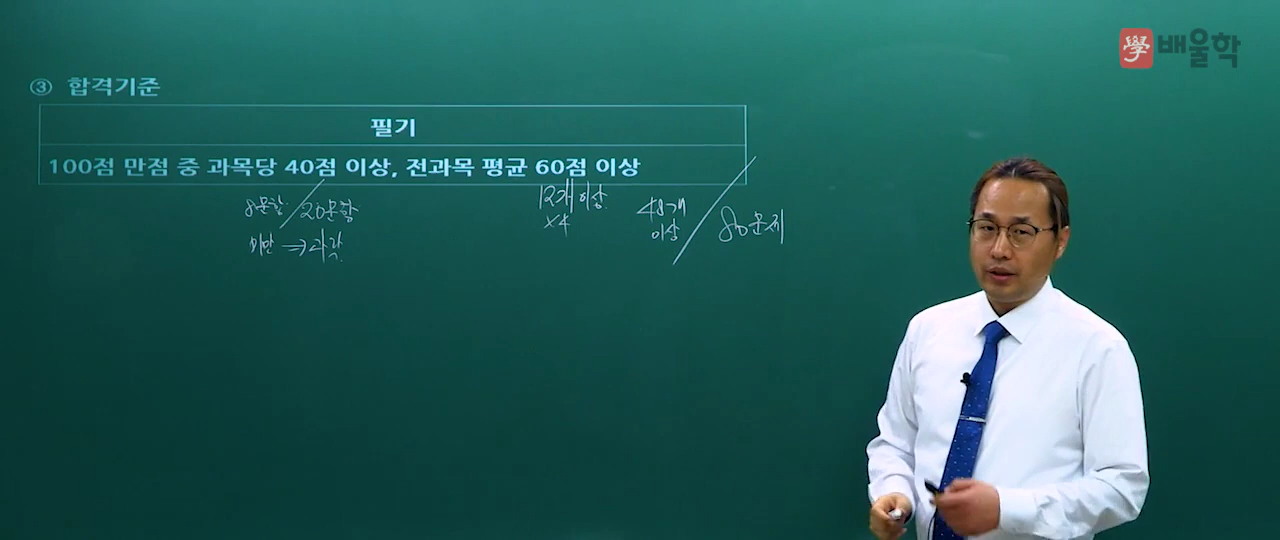 學 배울학
③ 합격기준
필기
100점 만점 중 과목당 40점 이상, 전과목 평균 60점 이상
8문항 / 20문항
미만 ⇒ 과락
12개 이상
×4
48개
이상 / 80문제